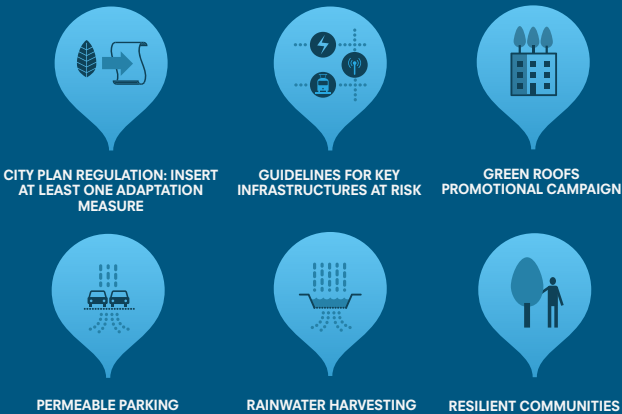 CITY PLAN REGULATION: INSERT
AT LEAST ONE ADAPTATION
MEASURE
GUIDELINES FOR KEY
INFRASTRUCTURES AT RISK
GREEN ROOFS
PROMOTIONAL CAMPAIGN
PERMEABLE PARKING
RAINWATER HARVESTING
RESILIENT COMMUNITIES